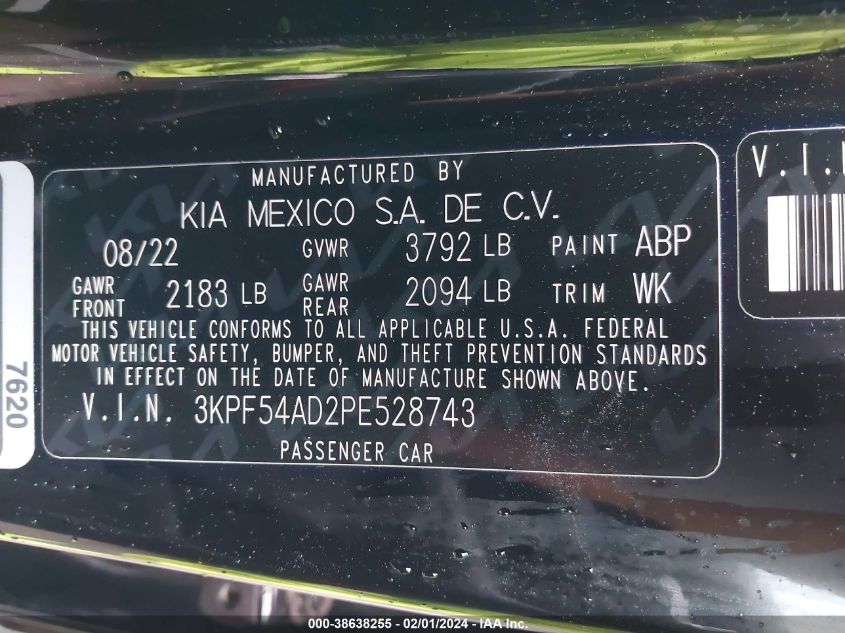 MANUFACTURED BY
KIA MEXICO S.A. DE C.V.
08/22 GVWR 3792 LB PAINT ABP
GAWR FRONT 2183 LB GAWR REAR 2094 LB TRIM WK
THIS VEHICLE CONFORMS TO ALL APPLICABLE U.S.A. FEDERAL
MOTOR VEHICLE SAFETY, BUMPER, AND THEFT PREVENTION STANDARDS
IN EFFECT ON THE DATE OF MANUFACTURE SHOWN ABOVE.
V.I.N. 3KPF54AD2PE528743
PASSENGER CAR
7620
V.I.N
000-38638255 - 02/01/2024 - IAAI Inc.